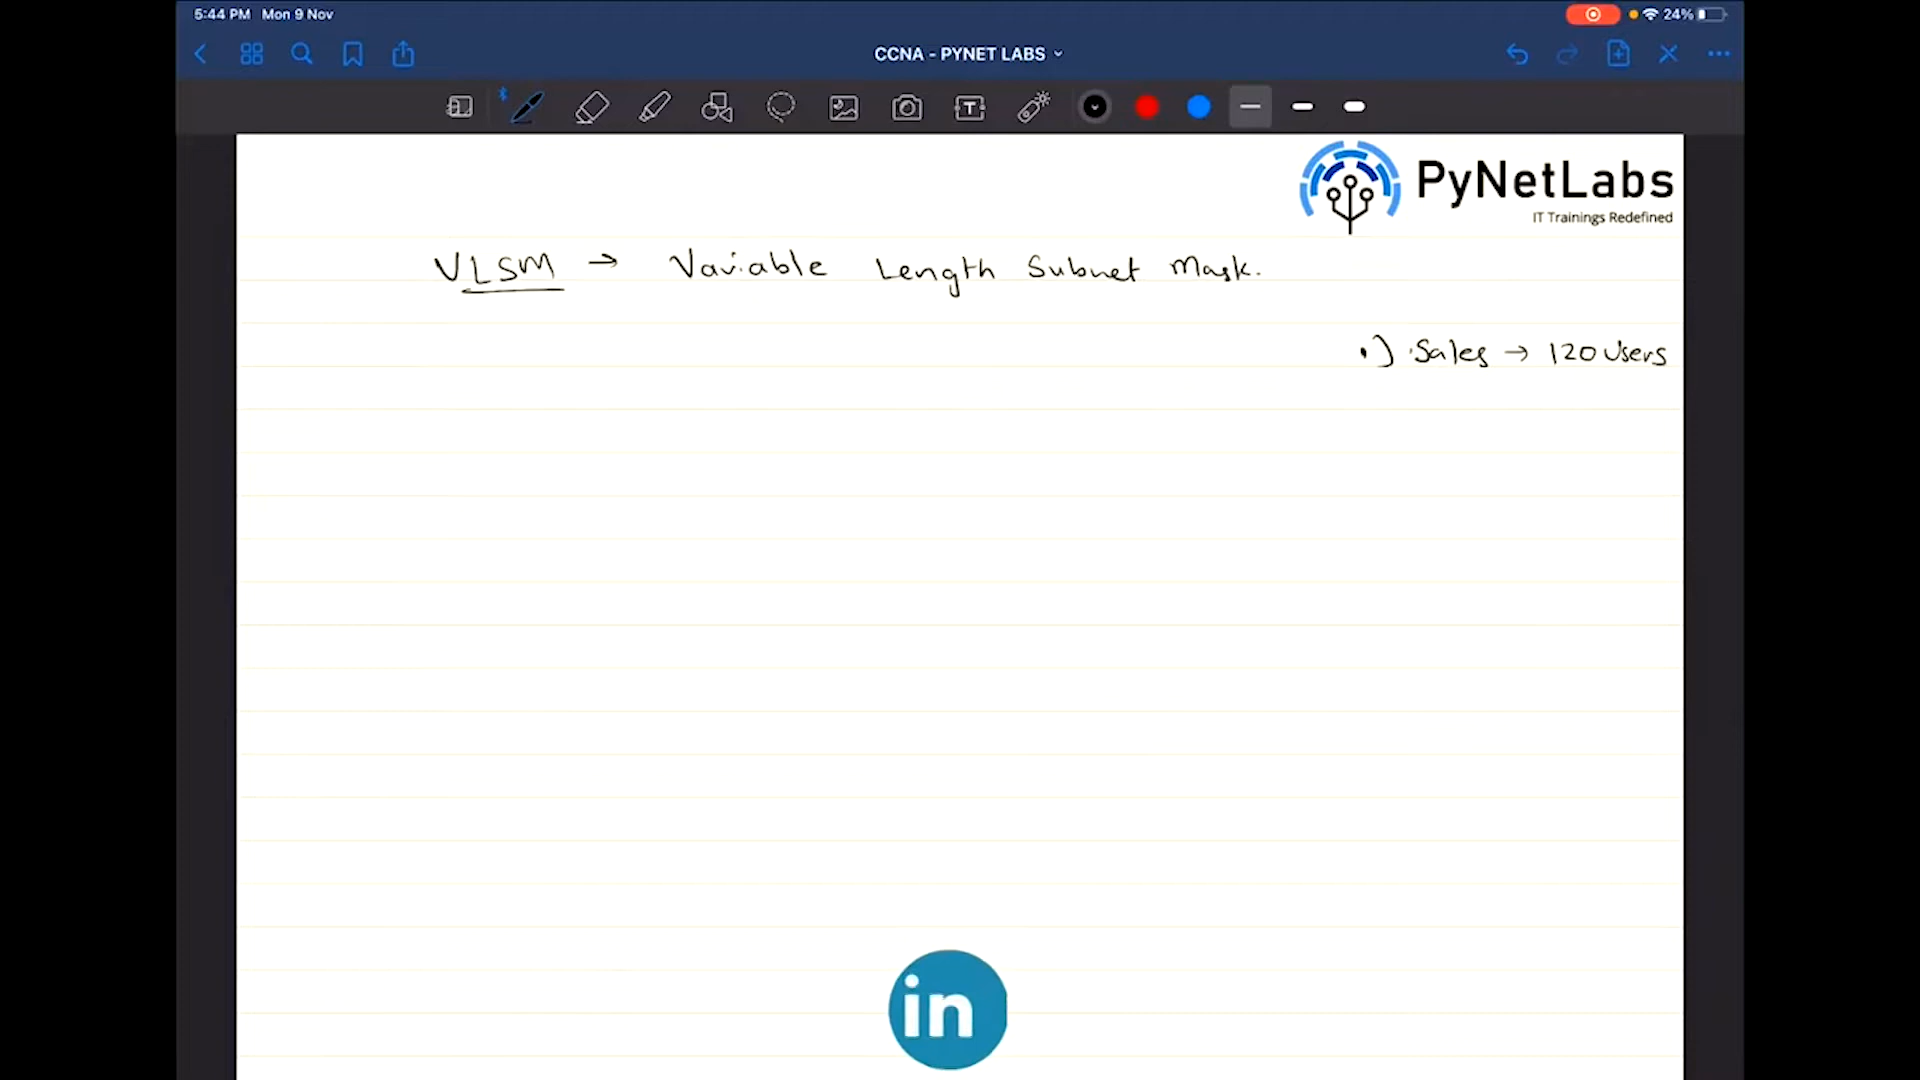 5:44 PM Mon 9 Nov
24%
CCNA - PYNET LABS
T
PyNetLabs
IT Trainings Redefined
VLSM → Variable Length Subnet Mask.
•) Sales → 120 Users
in